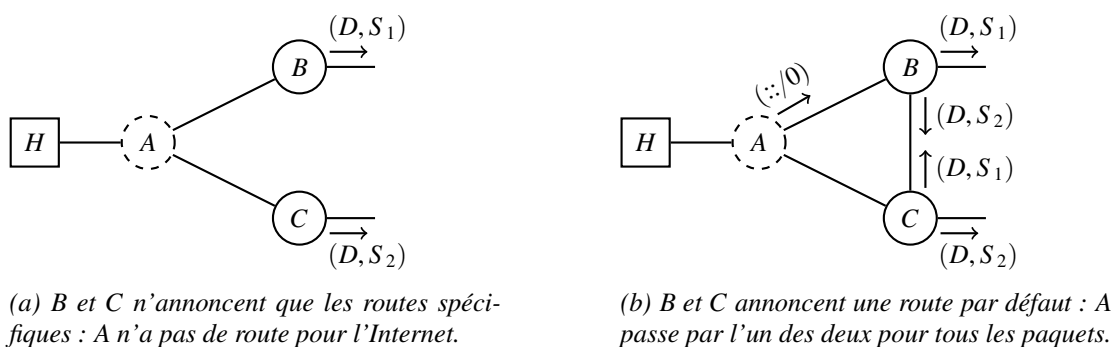 (D, S₁)
B
H
A
C
(D, S₂)
(a) B et C n'annoncent que les routes spéci-
fiques : A n'a pas de route pour l'Internet.
(D, S₁)
B
(::/0)
(D, S₂)
H
A
(D, S₁)
C
(D, S₂)
(b) B et C annoncent une route par défaut : A
passe par l'un des deux pour tous les paquets.